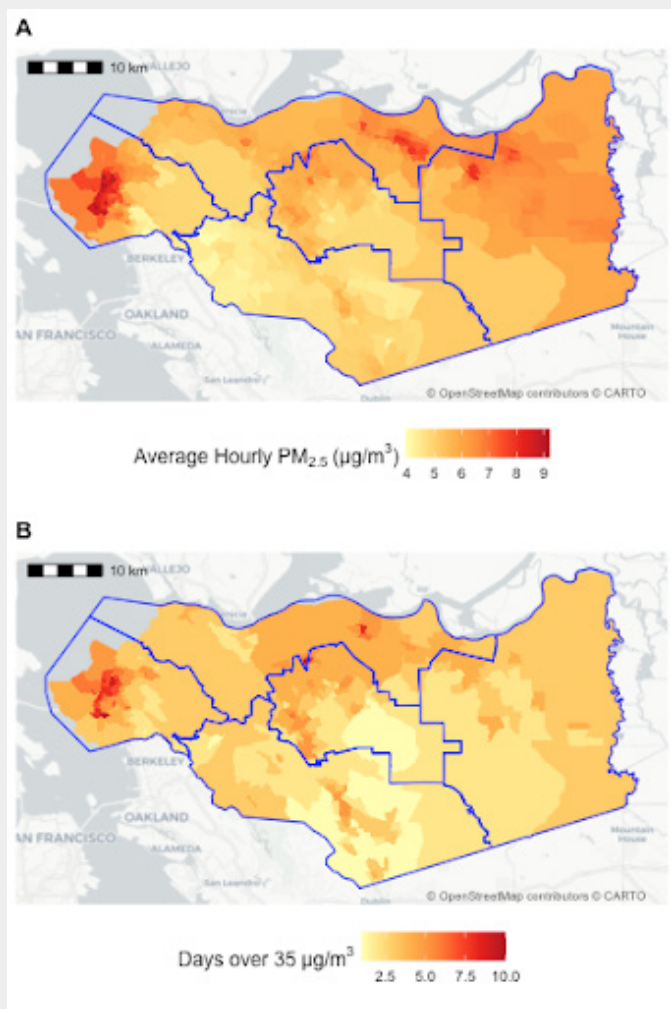 A
10 km
VALLEJO
BERKELEY
OAKLAND
AN FRANCISCO
ALAMEDA
San Leandro
Mountain
House
Dublin
© OpenStreetMap contributors © CARTO
Average Hourly PM₂.₅ (µg/m³)
4 5 6 7 8 9
B
10 km
VALLEJO
BERKELEY
OAKLAND
AN FRANCISCO
ALAMEDA
San Leandro
Mountain
House
Dublin
© OpenStreetMap contributors © CARTO
Days over 35 µg/m³
2.5 5.0 7.5 10.0